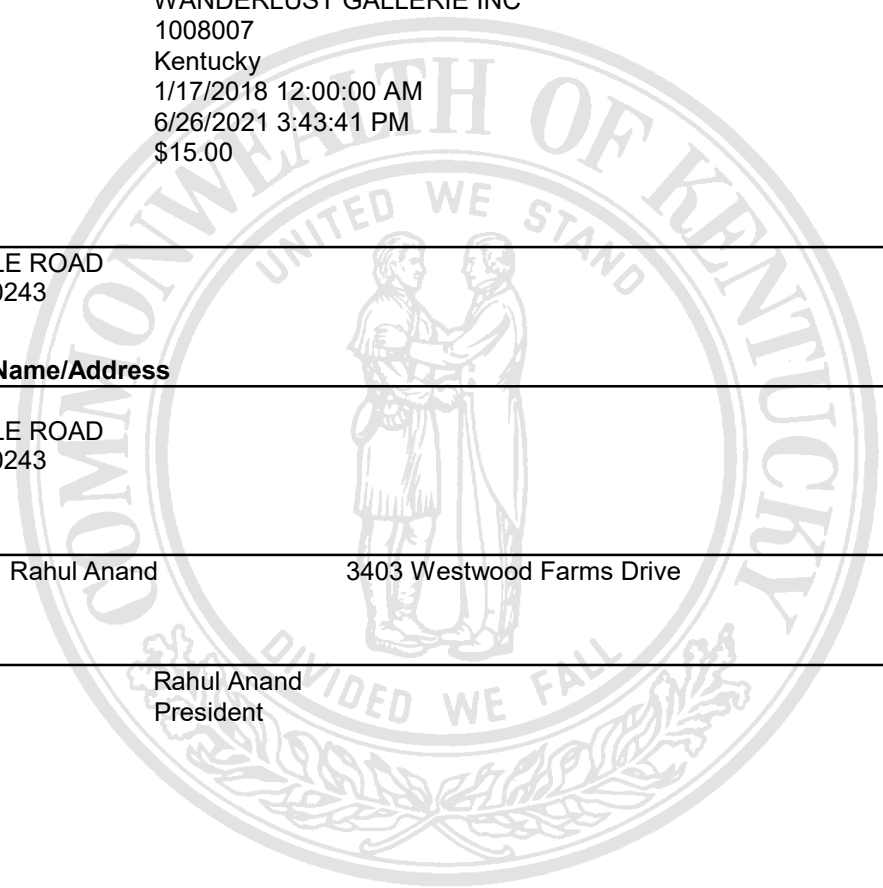 WANDERLUST GALLERIE INC
1008007
Kentucky
1/17/2018 12:00:00 AM
6/26/2021 3:43:41 PM
$15.00
COMMONWEALTH OF KENTUCKY
UNITED WE STAND
LE ROAD
0243
Name/Address
LE ROAD
0243
Rahul Anand 3403 Westwood Farms Drive
DIVIDED WE FALL
Rahul Anand
President